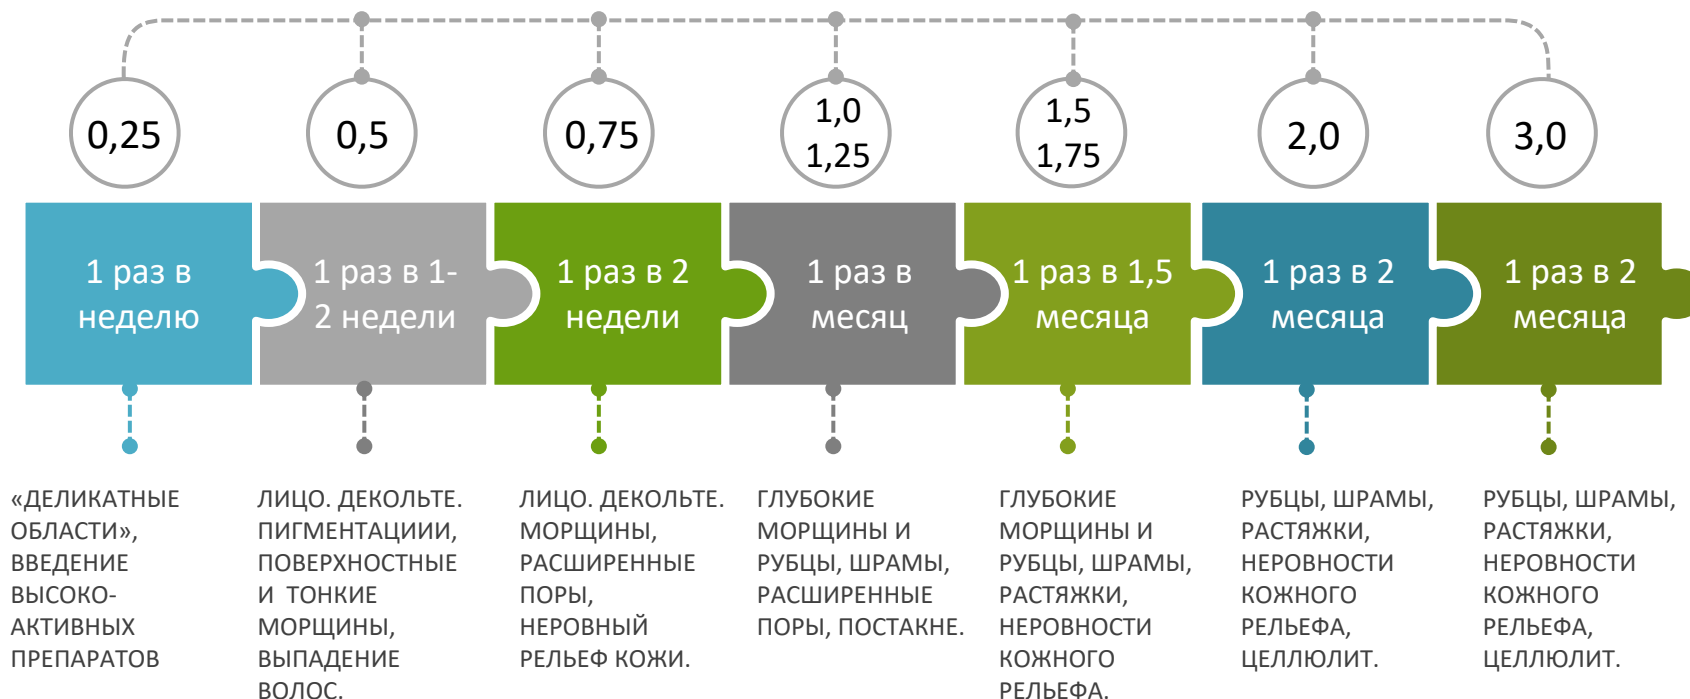 0,25
0,5
0,75
1,0
1,25
1,5
1,75
2,0
3,0
1 раз в
неделю
1 раз в 1-
2 недели
1 раз в 2
недели
1 раз в
месяц
1 раз в 1,5
месяца
1 раз в 2
месяца
1 раз в 2
месяца
«ДЕЛИКАТНЫЕ
ОБЛАСТИ»,
ВВЕДЕНИЕ
ВЫСОКО-
АКТИВНЫХ
ПРЕПАРАТОВ
ЛИЦО. ДЕКОЛЬТЕ.
ПИГМЕНТАЦИИИ,
ПОВЕРХНОСТНЫЕ
И ТОНКИЕ
МОРЩИНЫ,
ВЫПАДЕНИЕ
ВОЛОС.
ЛИЦО. ДЕКОЛЬТЕ.
МОРЩИНЫ,
РАСШИРЕННЫЕ
ПОРЫ,
НЕРОВНЫЙ
РЕЛЬЕФ КОЖИ.
ГЛУБОКИЕ
МОРЩИНЫ И
РУБЦЫ, ШРАМЫ,
РАСШИРЕННЫЕ
ПОРЫ, ПОСТАКНЕ.
ГЛУБОКИЕ
МОРЩИНЫ И
РУБЦЫ, ШРАМЫ,
РАСТЯЖКИ,
НЕРОВНОСТИ
КОЖНОГО
РЕЛЬЕФА.
РУБЦЫ, ШРАМЫ,
РАСТЯЖКИ,
НЕРОВНОСТИ
КОЖНОГО
РЕЛЬЕФА,
ЦЕЛЛЮЛИТ.
РУБЦЫ, ШРАМЫ,
РАСТЯЖКИ,
НЕРОВНОСТИ
КОЖНОГО
РЕЛЬЕФА,
ЦЕЛЛЮЛИТ.